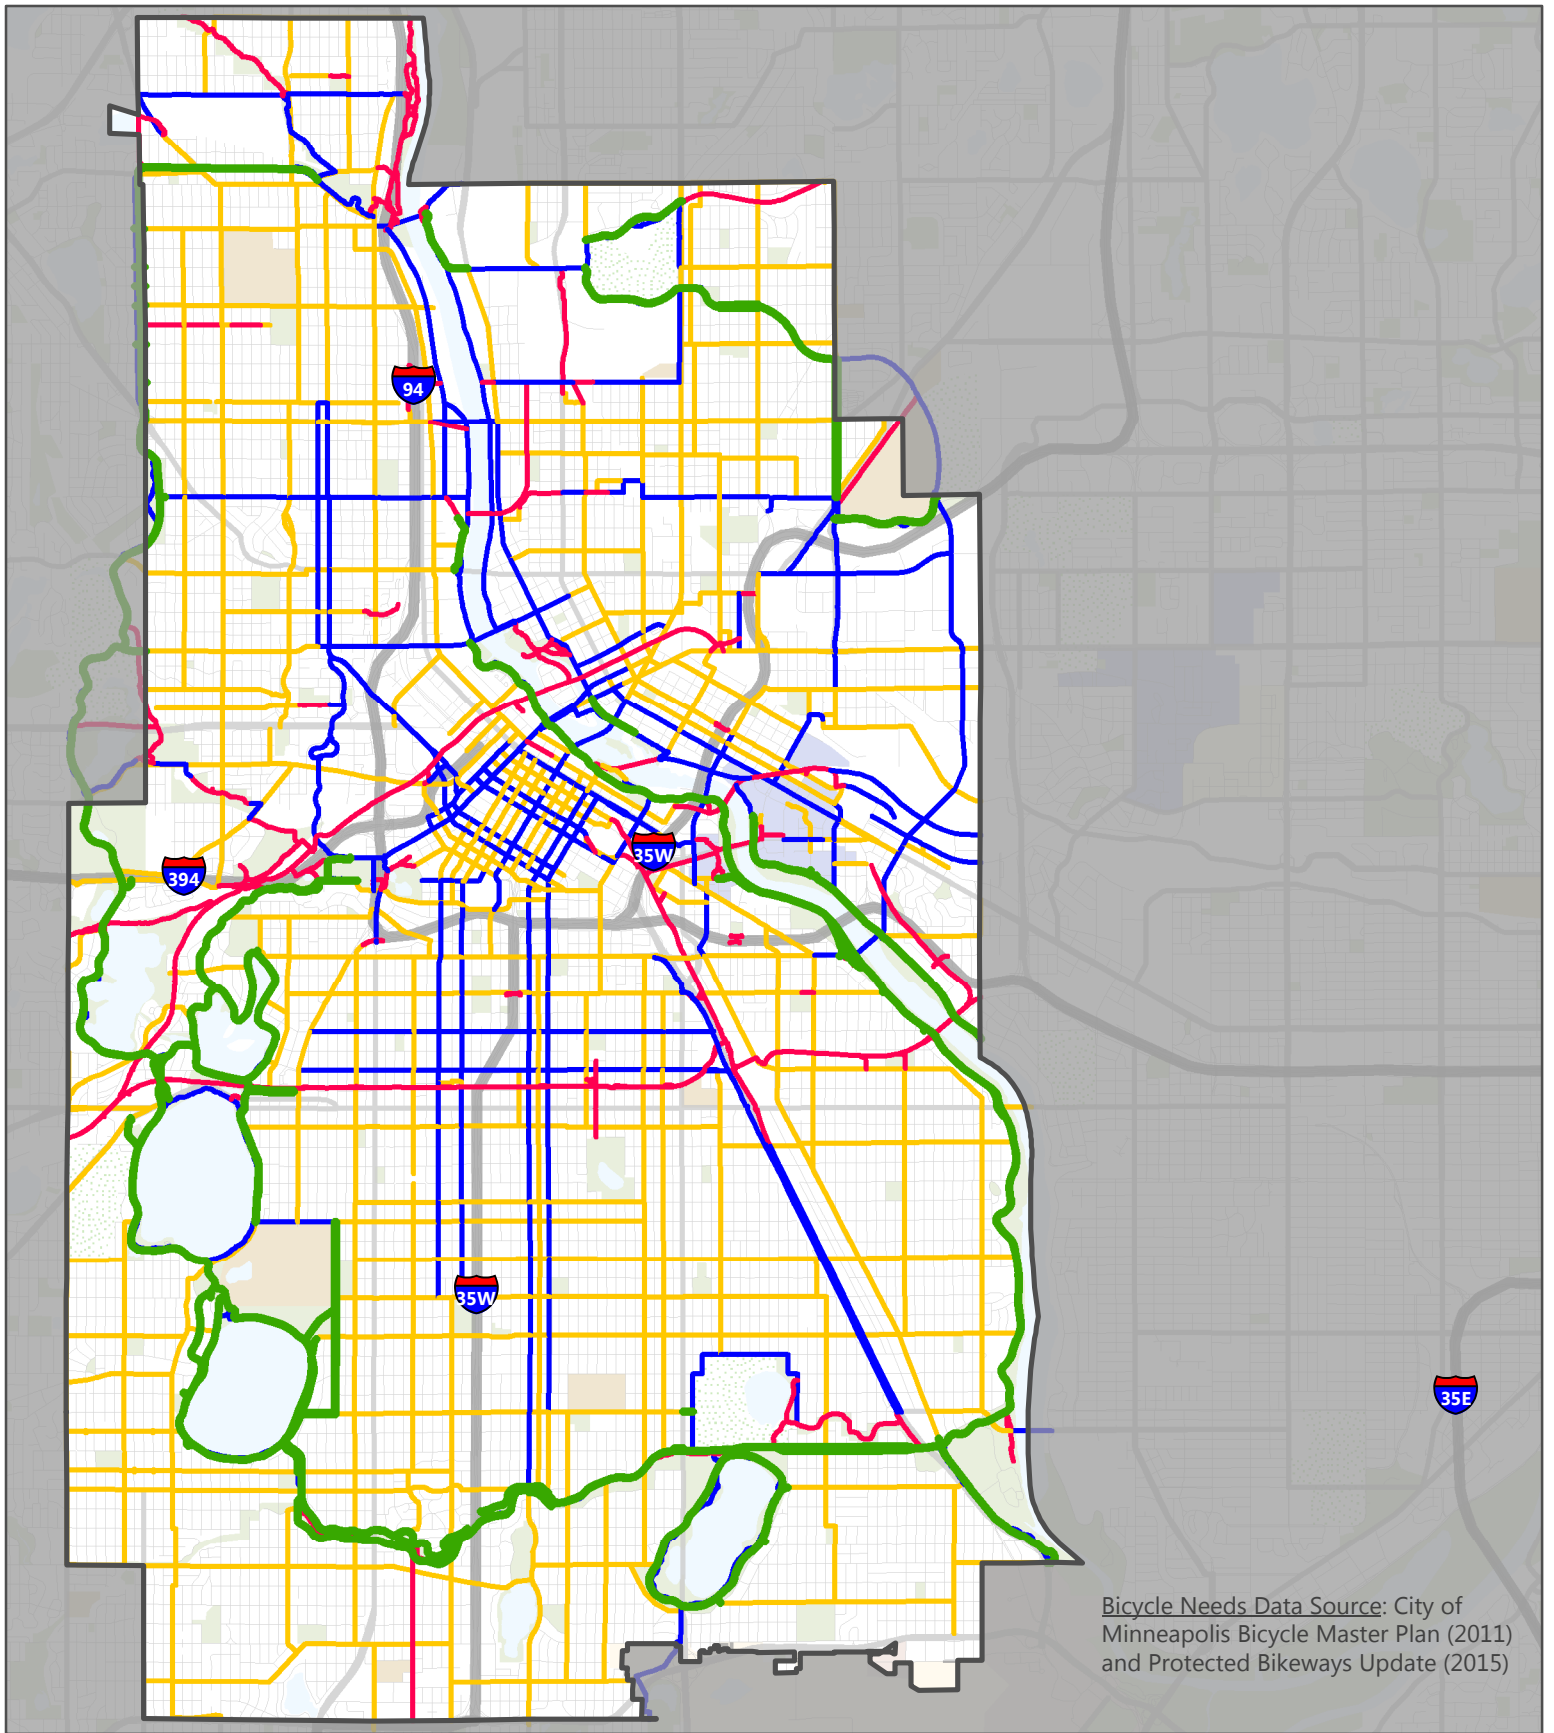 94
35W
394
35W
35E
Bicycle Needs Data Source: City of
Minneapolis Bicycle Master Plan (2011)
and Protected Bikeways Update (2015)